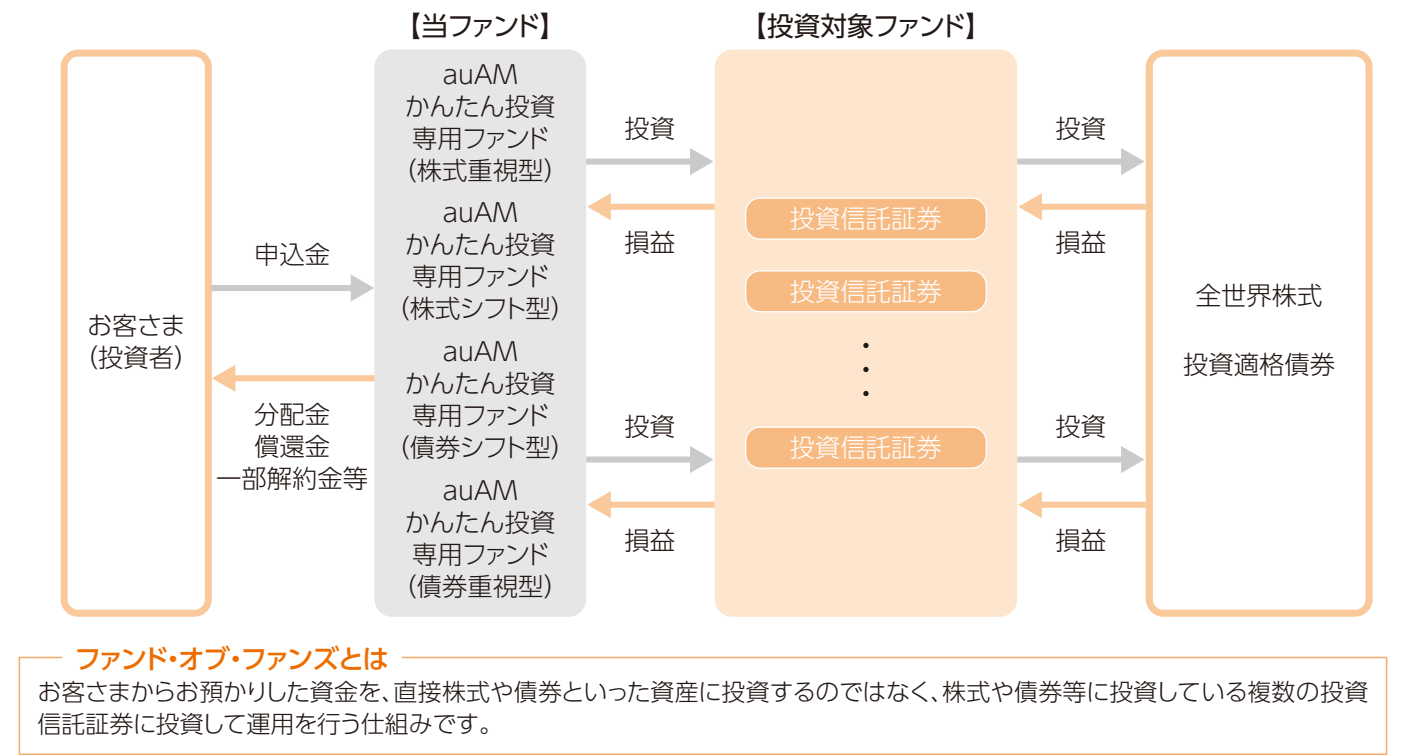 【当ファンド】
【投資対象ファンド】
お客さま
(投資者)
申込金
分配金
償還金
一部解約金等
auAM
かんたん投資
専用ファンド
(株式重視型)
auAM
かんたん投資
専用ファンド
(株式シフト型)
auAM
かんたん投資
専用ファンド
(債券シフト型)
auAM
かんたん投資
専用ファンド
(債券重視型)
投資
損益
投資
損益
投資信託証券
投資信託証券
・
・
・
投資信託証券
投資
損益
投資
損益
全世界株式
投資適格債券
ファンド・オブ・ファンズとは
お客さまからお預かりした資金を、直接株式や債券といった資産に投資するのではなく、株式や債券等に投資している複数の投資
信託証券に投資して運用を行う仕組みです。